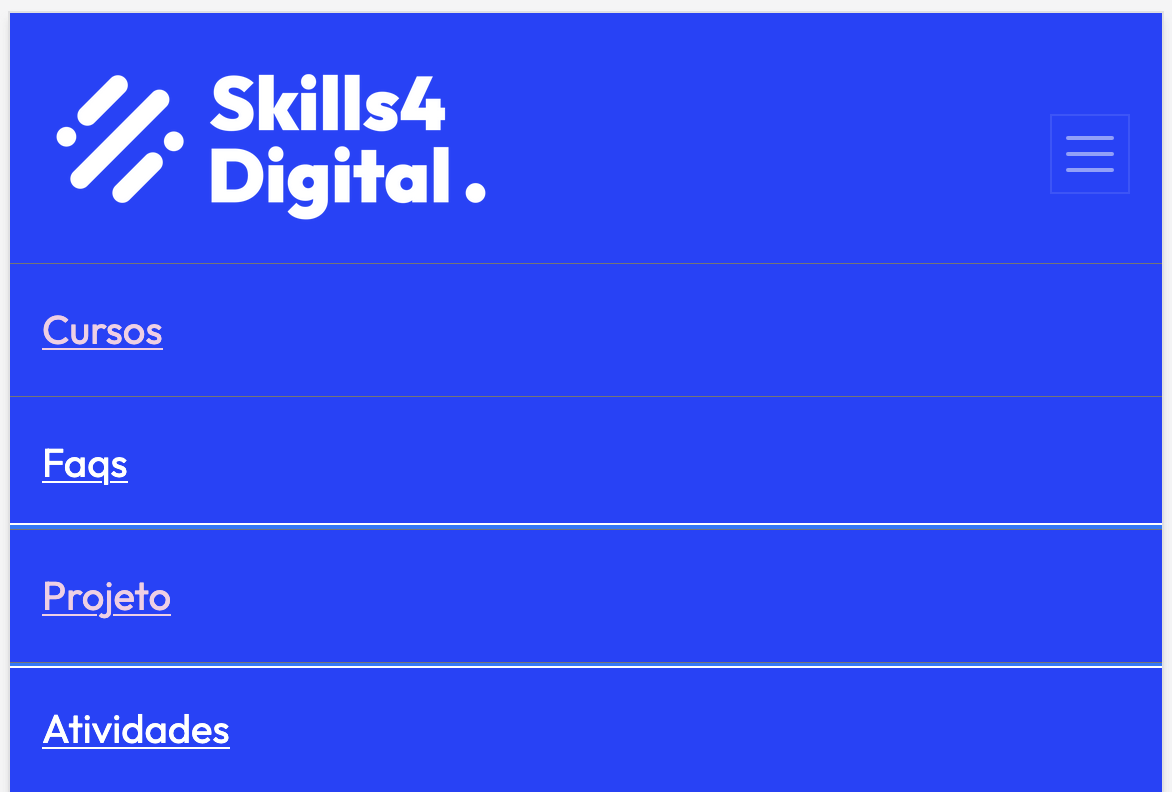 Skills4
Digital.
Cursos
Faqs
Projeto
Atividades